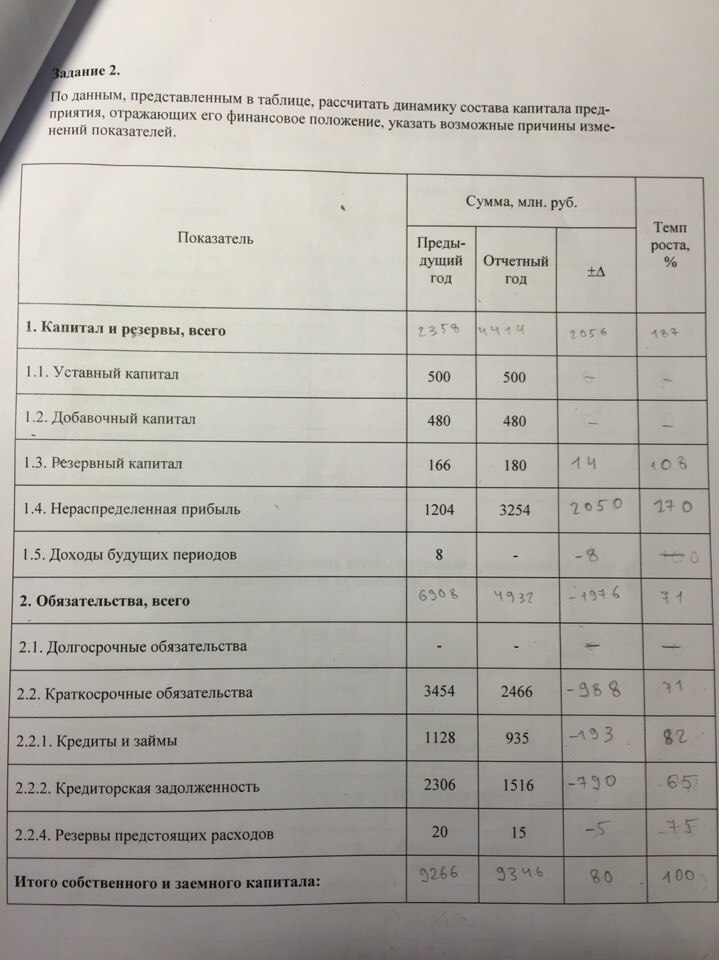 Задание 2.
По данным, представленным в таблице, рассчитать динамику состава капитала пред-
приятия, отражающих его финансовое положение, указать возможные причины изме-
нений показателей.
Показатель Сумма, млн. руб. Темп роста, %
Преды- дущий год Отчетный год ±Δ
1. Капитал и резервы, всего 2358 4414 2056 187
1.1. Уставный капитал 500 500 – –
1.2. Добавочный капитал 480 480 – –
1.3. Резервный капитал 166 180 14 108
1.4. Нераспределенная прибыль 1204 3254 2050 270
1.5. Доходы будущих периодов 8 - -8 0
2. Обязательства, всего 6908 4932 -1976 71
2.1. Долгосрочные обязательства - - – –
2.2. Краткосрочные обязательства 3454 2466 -988 71
2.2.1. Кредиты и займы 1128 935 -193 82
2.2.2. Кредиторская задолженность 2306 1516 -790 65
2.2.4. Резервы предстоящих расходов 20 15 -5 75
Итого собственного и заемного капитала: 9266 9346 80 100